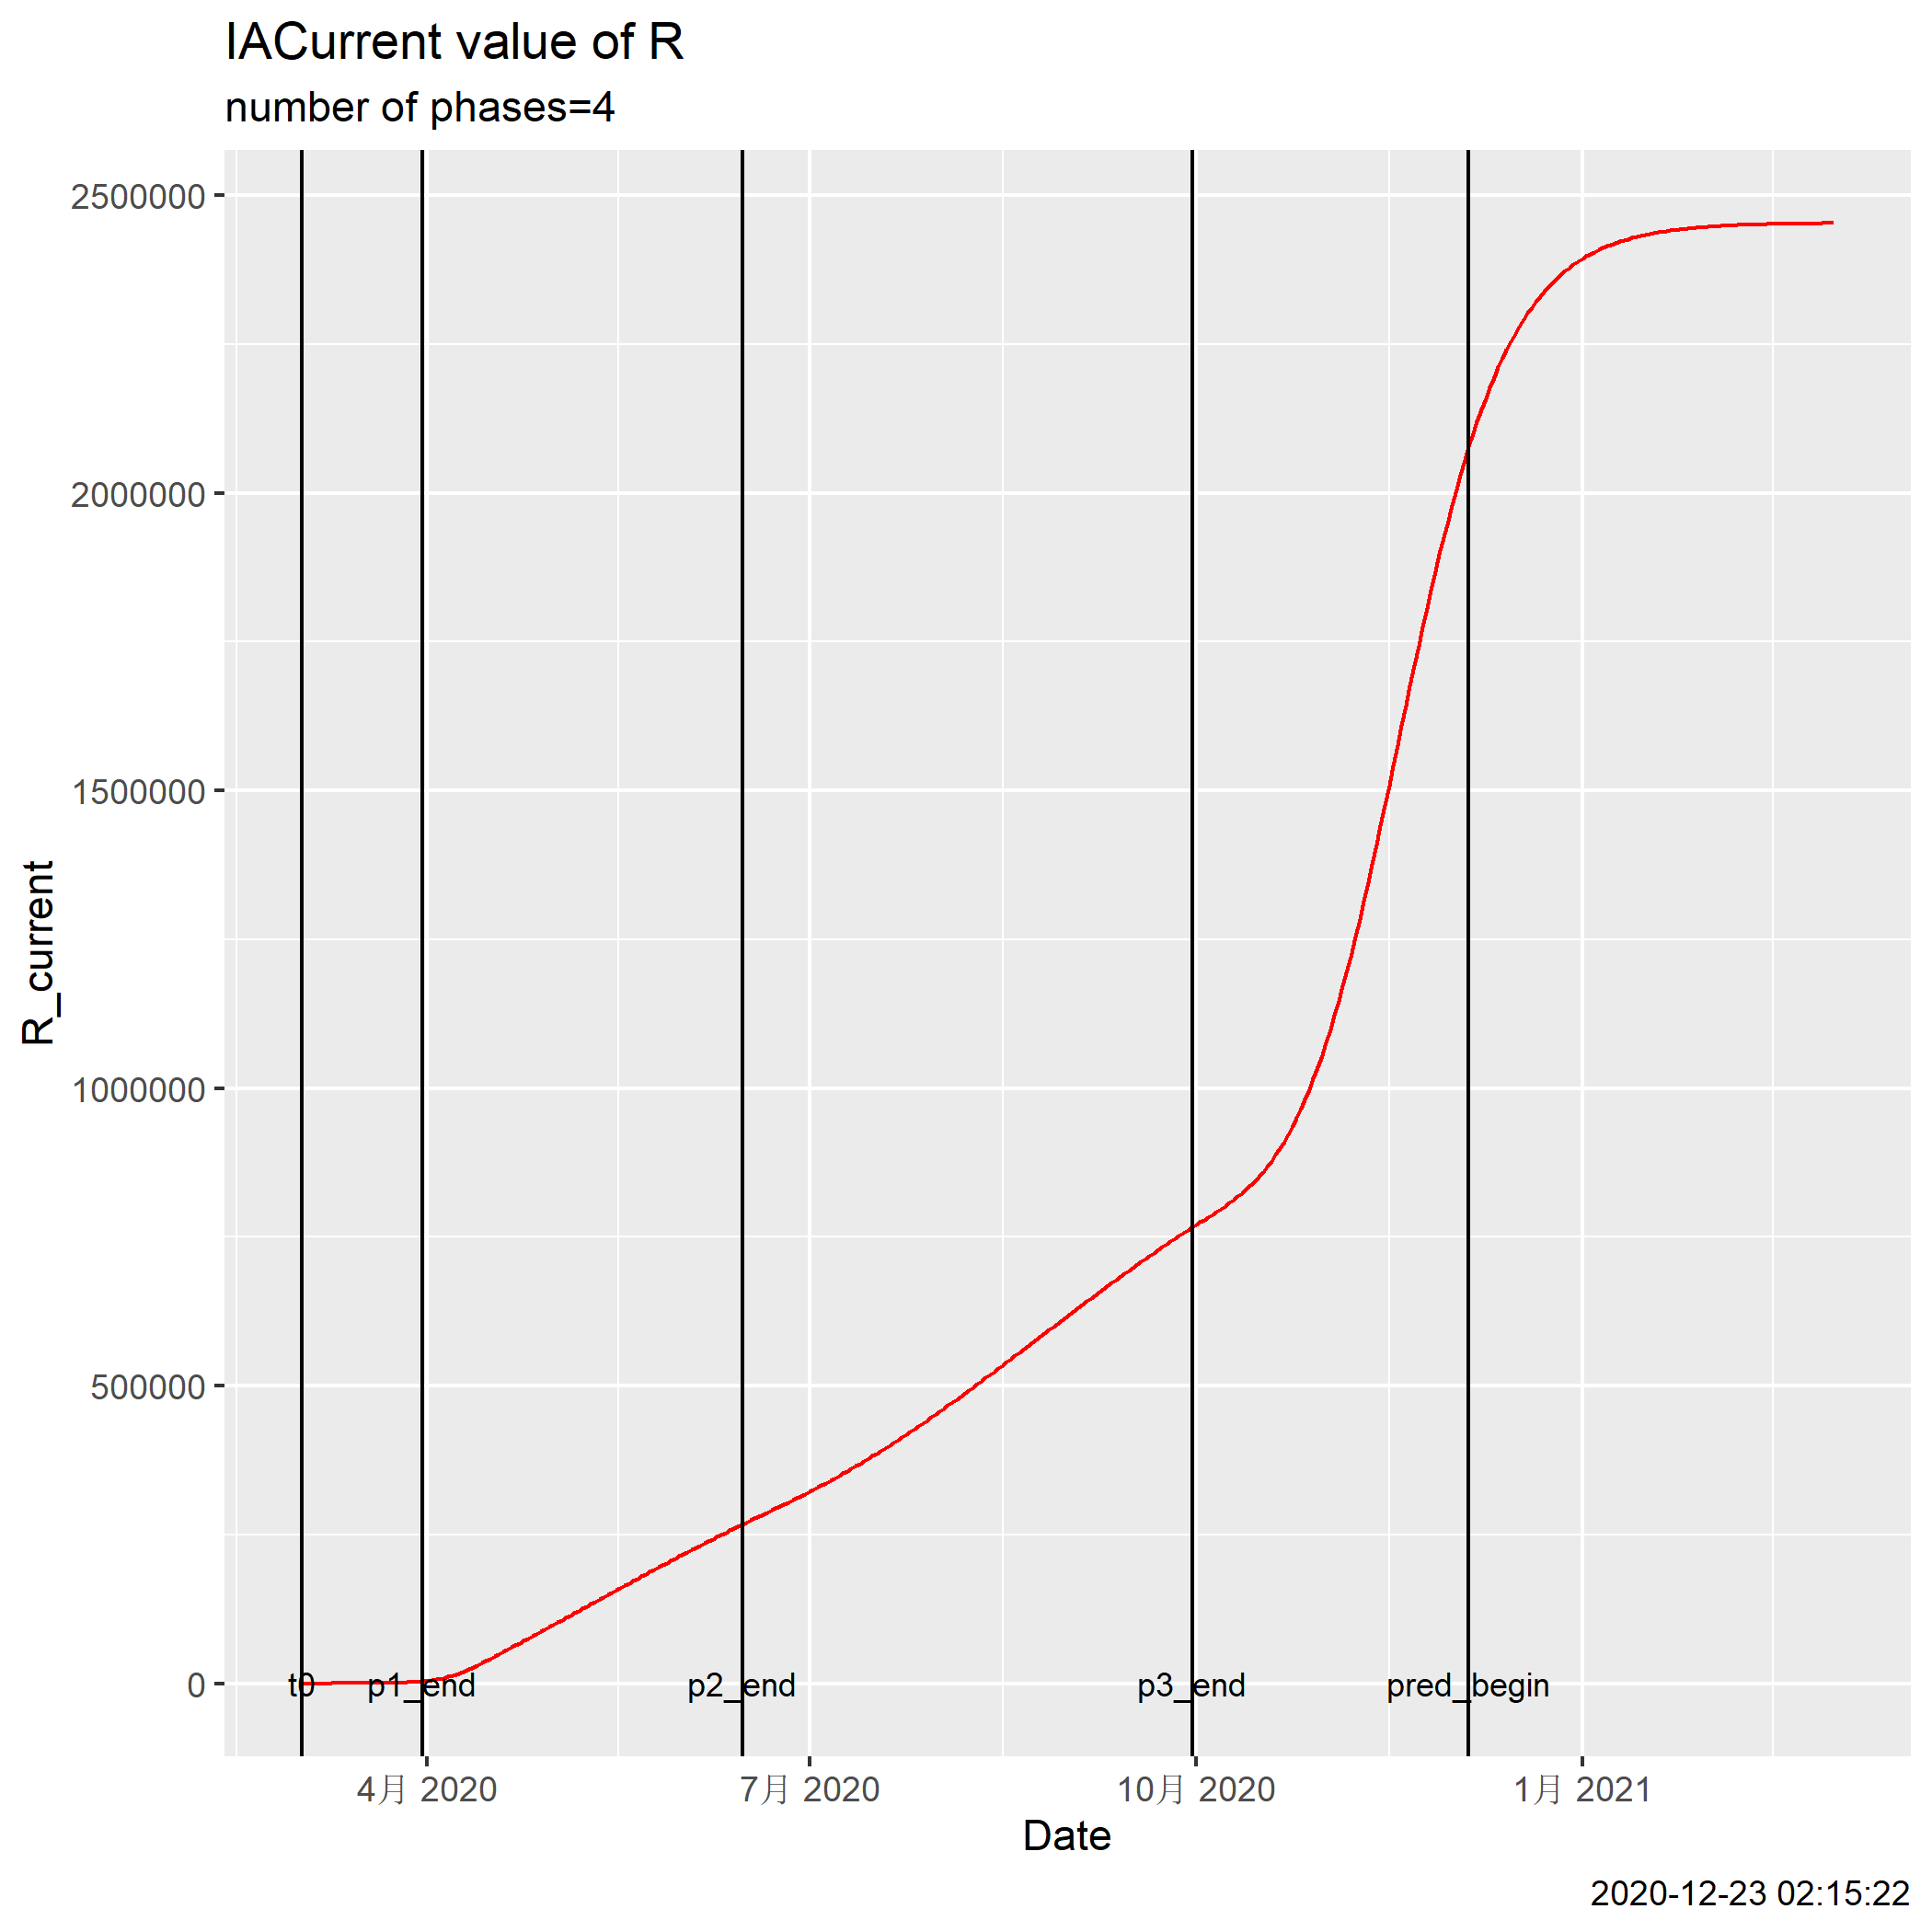 IACurrent value of R
number of phases=4
2500000
2000000
1500000
1000000
500000
0
R_current
t0 p1_end p2_end p3_end pred_begin
4月 2020 7月 2020 10月 2020 1月 2021
Date
2020-12-23 02:15:22